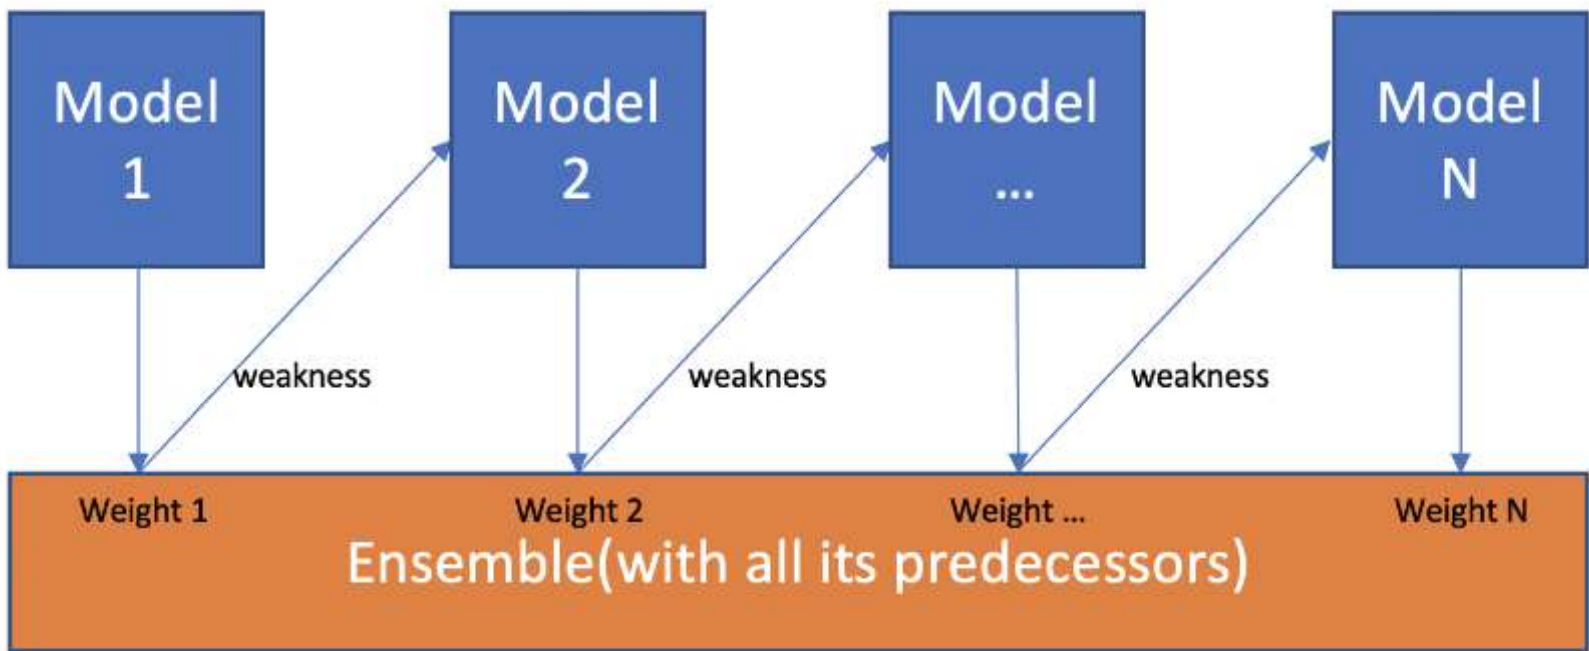 Model
1
Model
2
Model
...
Model
N
weakness
weakness
weakness
Weight 1
Weight 2
Weight ...
Weight N
Ensemble(with all its predecessors)